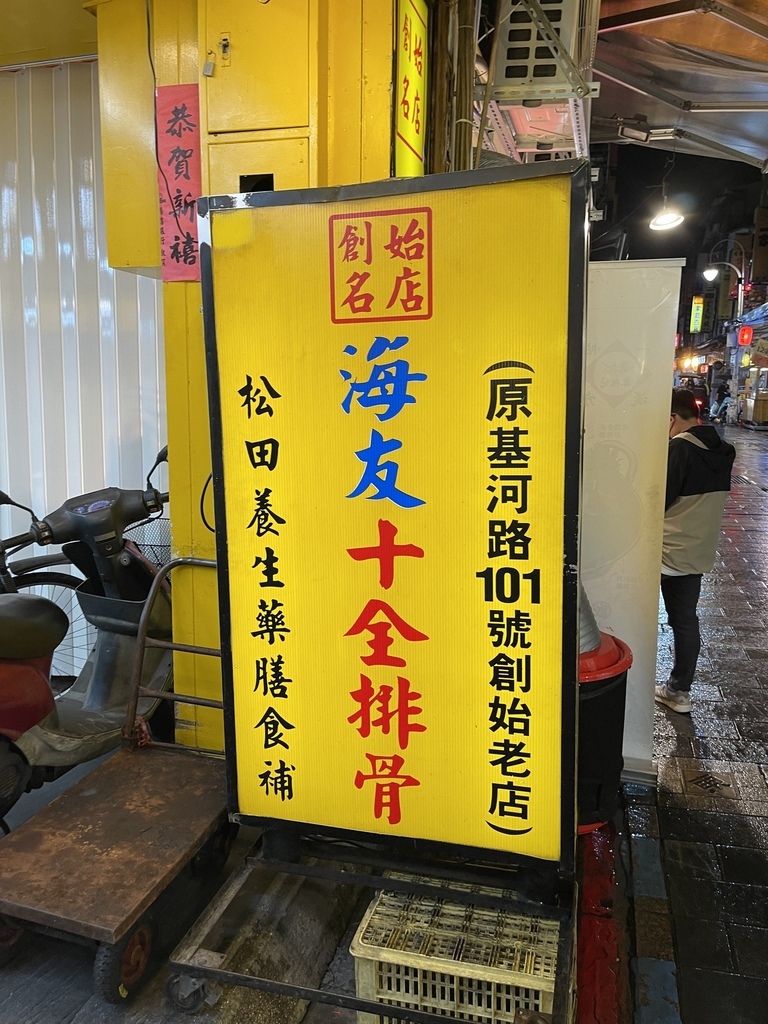 創始
名店
恭賀新禧
創始
名店
海友十全排骨
(原基河路101號創始老店)
松田養生藥膳食補